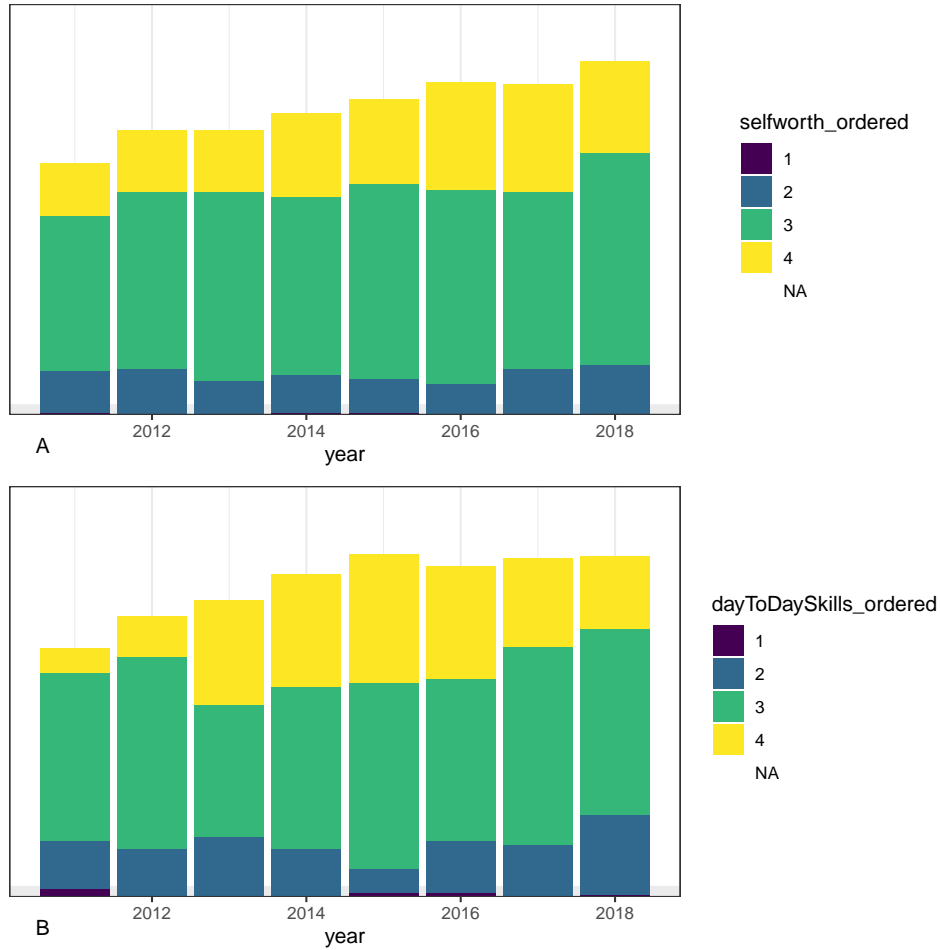 selfworth_ordered
1
2
3
4
NA
2012
2014
2016
2018
A
year
dayToDaySkills_ordered
1
2
3
4
NA
2012
2014
2016
2018
B
year